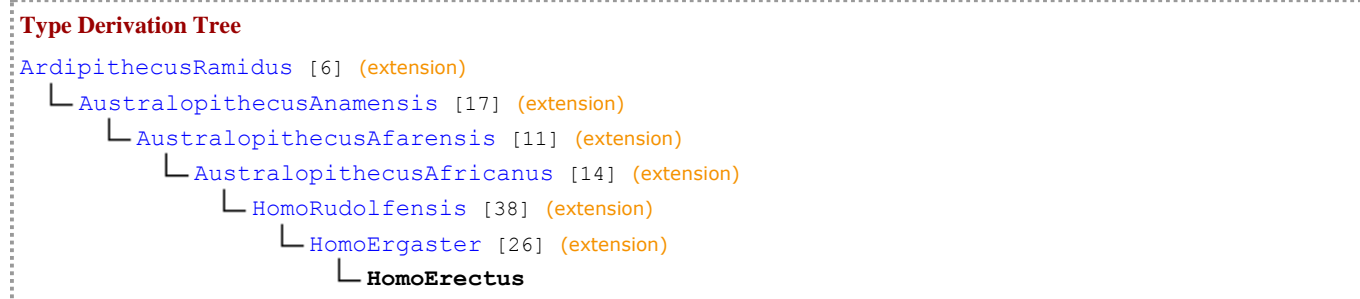 Type Derivation Tree
ArdipithecusRamidus [6] (extension)
AustralopithecusAnamensis [17] (extension)
AustralopithecusAfarensis [11] (extension)
AustralopithecusAfricanus [14] (extension)
HomoRudolfensis [38] (extension)
HomoErgaster [26] (extension)
HomoErectus